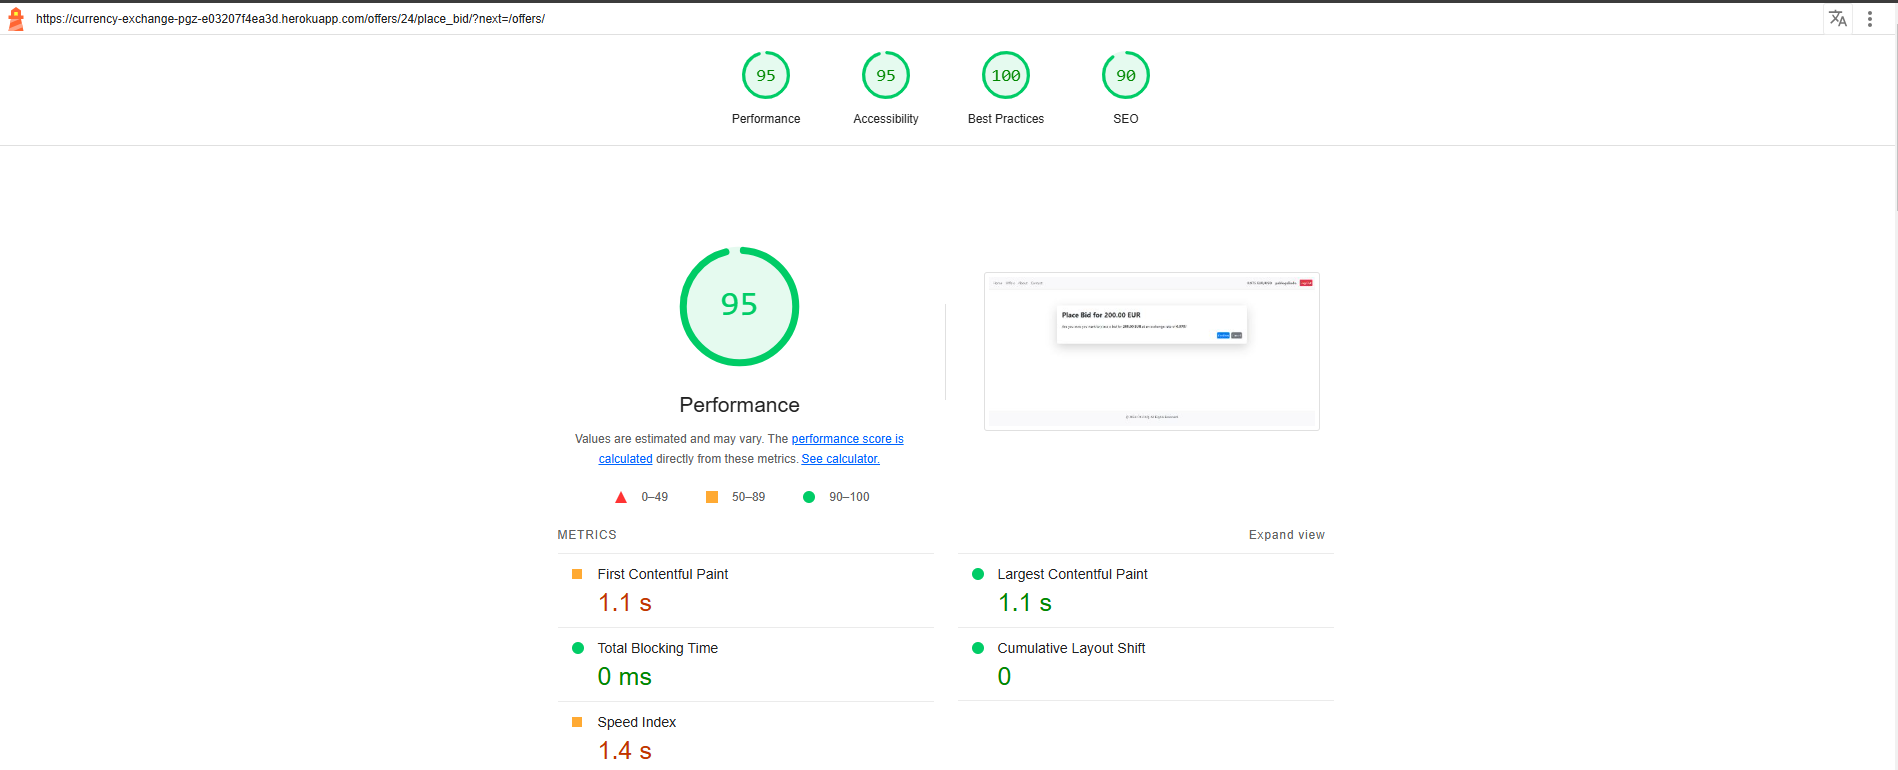 https://currency-exchange-pgz-e03207f4ea3d.herokuapp.com/offers/24/place_bid/?next=/offers/
95
95
100
90
Performance
Accessibility
Best Practices
SEO
95
Performance
Values are estimated and may vary. The performance score is
calculated directly from these metrics. See calculator.
0–49
50–89
90–100
Home
About
Place Bid for 200.00 EUR
METRICS
Expand view
First Contentful Paint
1.1 s
Largest Contentful Paint
1.1 s
Total Blocking Time
0 ms
Cumulative Layout Shift
0
Speed Index
1.4 s